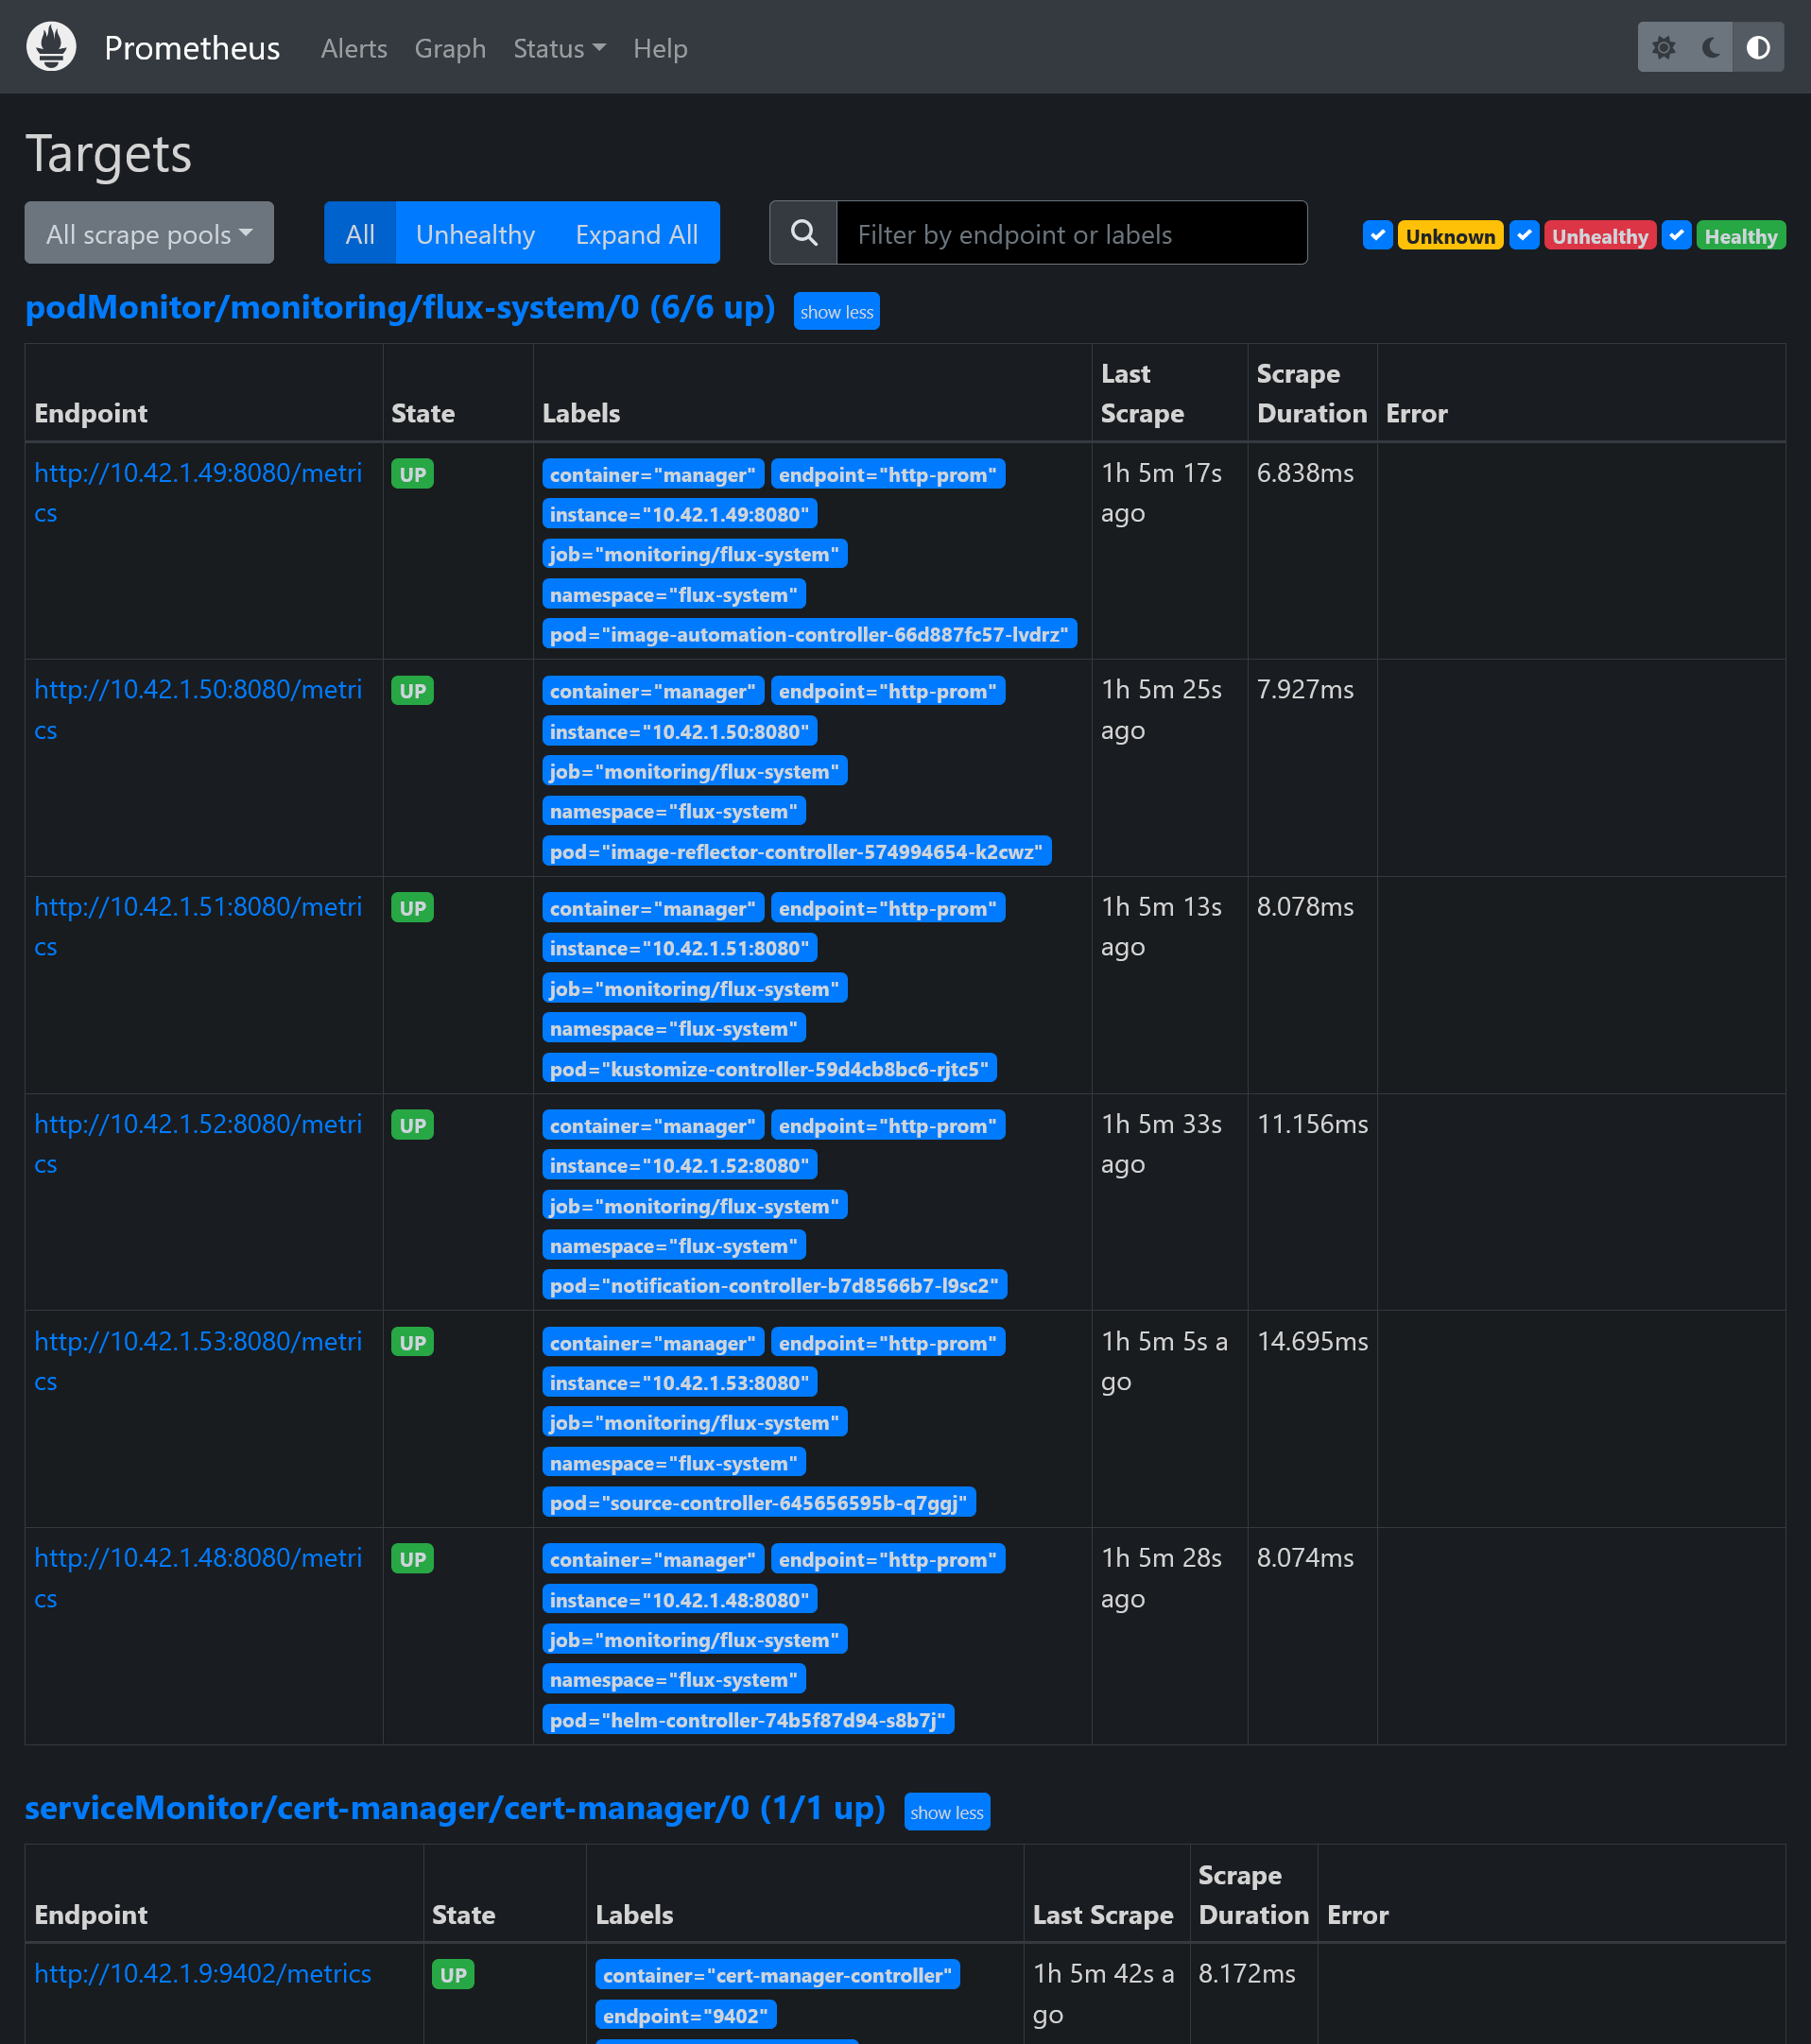 Prometheus Alerts Graph Status Help
Targets
All scrape pools All Unhealthy Expand All Filter by endpoint or labels Unknown Unhealthy Healthy
podMonitor/monitoring/flux-system/0 (6/6 up) show less
Endpoint State Labels Last Scrape Scrape Duration Error
http://10.42.1.49:8080/metri
cs
UP
container="manager" endpoint="http-prom"
instance="10.42.1.49:8080"
job="monitoring/flux-system"
namespace="flux-system"
pod="image-automation-controller-66d887fc57-lvdrz"
1h 5m 17s
ago
6.838ms
http://10.42.1.50:8080/metri
cs
UP
container="manager" endpoint="http-prom"
instance="10.42.1.50:8080"
job="monitoring/flux-system"
namespace="flux-system"
pod="image-reflector-controller-574994654-k2cwz"
1h 5m 25s
ago
7.927ms
http://10.42.1.51:8080/metri
cs
UP
container="manager" endpoint="http-prom"
instance="10.42.1.51:8080"
job="monitoring/flux-system"
namespace="flux-system"
pod="kustomize-controller-59d4cb8bc6-rjtc5"
1h 5m 13s
ago
8.078ms
http://10.42.1.52:8080/metri
cs
UP
container="manager" endpoint="http-prom"
instance="10.42.1.52:8080"
job="monitoring/flux-system"
namespace="flux-system"
pod="notification-controller-b7d8566b7-l9sc2"
1h 5m 33s
ago
11.156ms
http://10.42.1.53:8080/metri
cs
UP
container="manager" endpoint="http-prom"
instance="10.42.1.53:8080"
job="monitoring/flux-system"
namespace="flux-system"
pod="source-controller-645656595b-q7ggj"
1h 5m 5s a
go
14.695ms
http://10.42.1.48:8080/metri
cs
UP
container="manager" endpoint="http-prom"
instance="10.42.1.48:8080"
job="monitoring/flux-system"
namespace="flux-system"
pod="helm-controller-74b5f87d94-s8b7j"
1h 5m 28s
ago
8.074ms
serviceMonitor/cert-manager/cert-manager/0 (1/1 up) show less
Endpoint State Labels Last Scrape Scrape Duration Error
http://10.42.1.9:9402/metrics
UP
container="cert-manager-controller"
endpoint="9402"
1h 5m 42s a
go
8.172ms